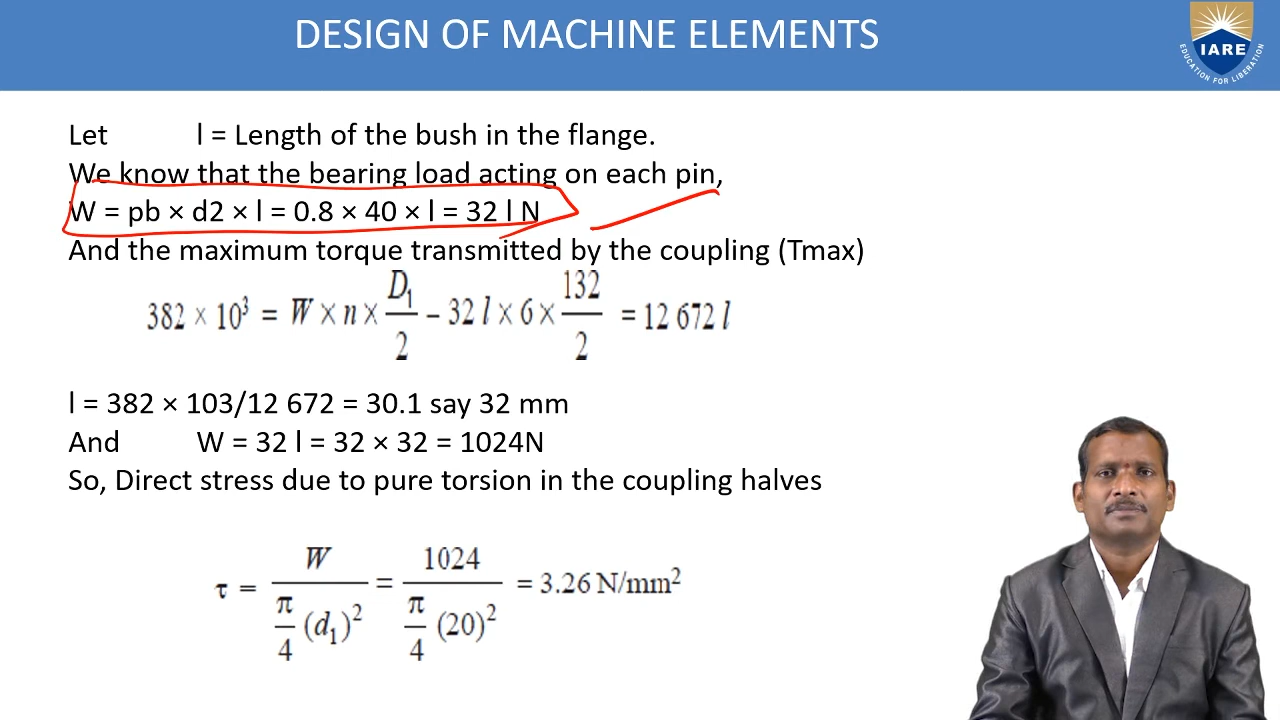 DESIGN OF MACHINE ELEMENTS
IARE
EDUCATION FOR LIBERATION
Let l = Length of the bush in the flange.
We know that the bearing load acting on each pin,
W = pb × d2 × l = 0.8 × 40 × l = 32 l N
And the maximum torque transmitted by the coupling (Tmax)
382 × 10³ = W × n × D₁/2 – 32 l × 6 × 132/2 = 12 672 l
l = 382 × 103/12 672 = 30.1 say 32 mm
And W = 32 l = 32 × 32 = 1024N
So, Direct stress due to pure torsion in the coupling halves
τ = W / (π/4 (d₁)²) = 1024 / (π/4 (20)²) = 3.26 N/mm²